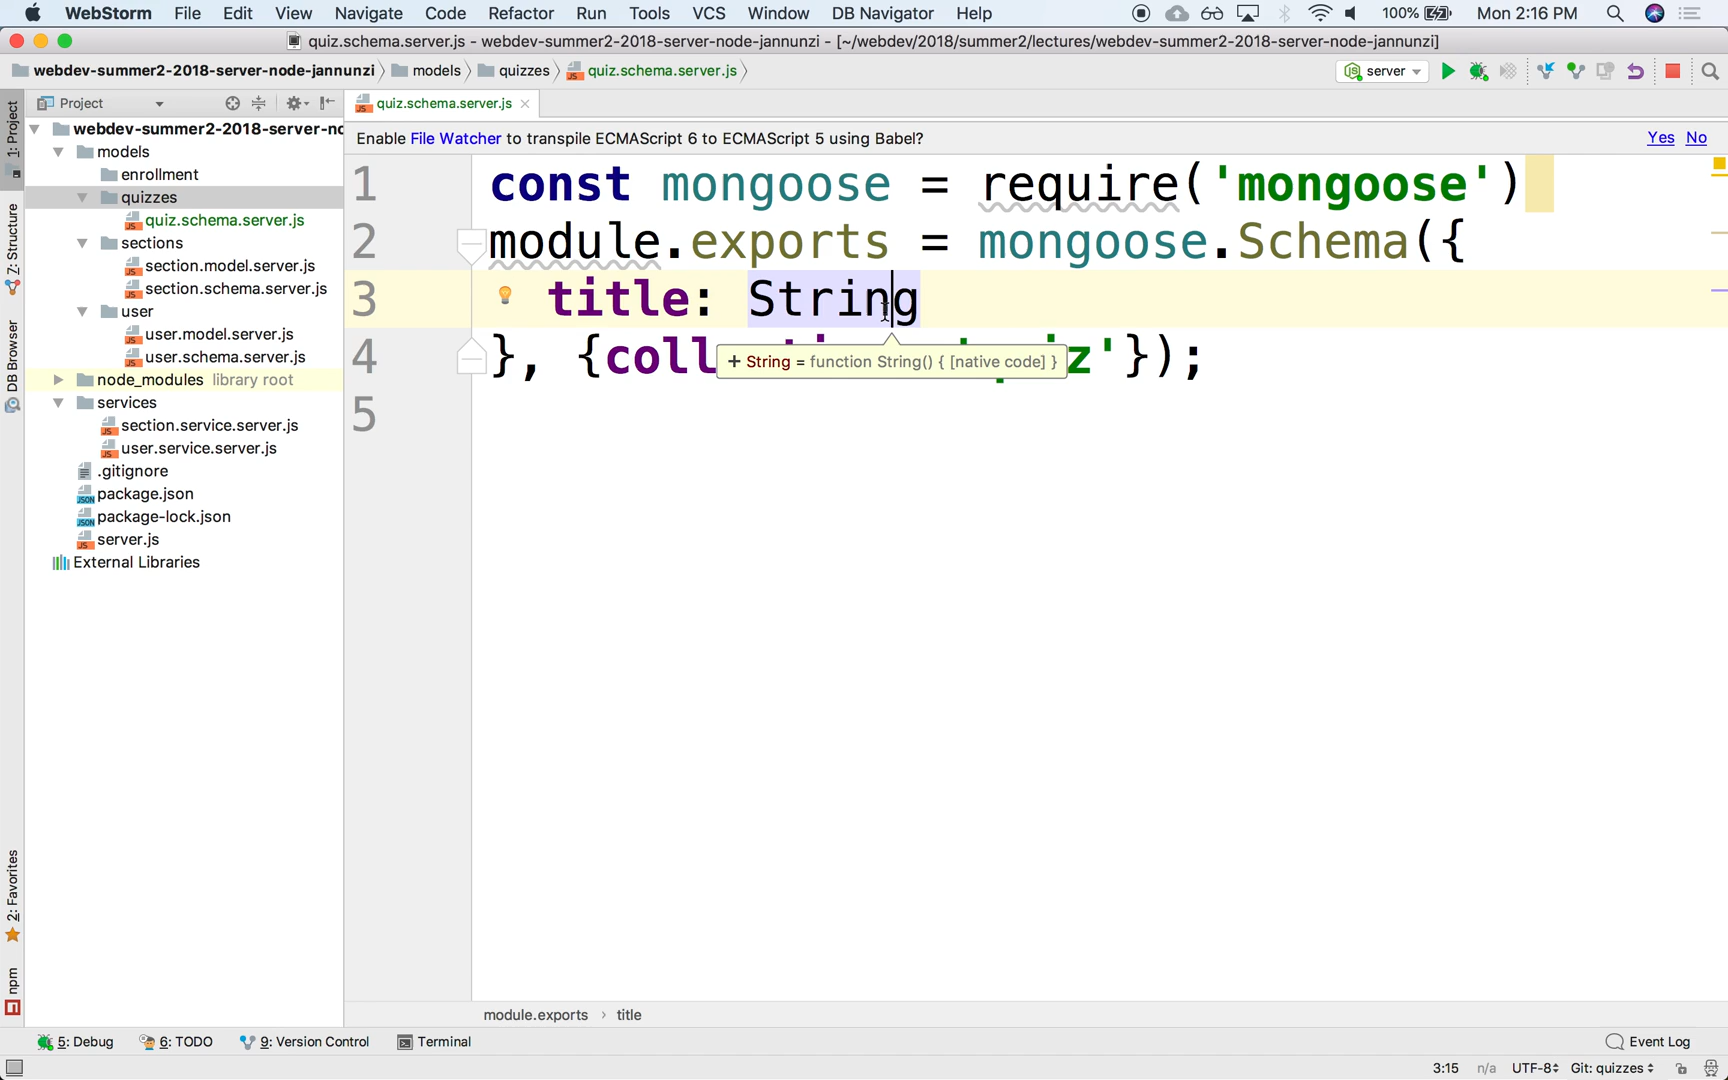 WebStorm File Edit View Navigate Code Refactor Run Tools VCS Window DB Navigator Help 100% Mon 2:16 PM
quiz.schema.server.js - webdev-summer2-2018-server-node-jannunzi - [~/webdev/2018/summer2/lectures/webdev-summer2-2018-server-node-jannunzi]
webdev-summer2-2018-server-node-jannunzi models quizzes quiz.schema.server.js server
Project quiz.schema.server.js
1: Project
Z: Structure
DB Browser
2: Favorites
npm
webdev-summer2-2018-server-no
models
enrollment
quizzes
quiz.schema.server.js
sections
section.model.server.js
section.schema.server.js
user
user.model.server.js
user.schema.server.js
node_modules library root
services
section.service.server.js
user.service.server.js
.gitignore
package.json
package-lock.json
server.js
External Libraries
Enable File Watcher to transpile ECMAScript 6 to ECMAScript 5 using Babel? Yes No
1 const mongoose = require('mongoose')
2 module.exports = mongoose.Schema({
3 title: String
4 }, {coll z'});
+ String = function String() { [native code] }
5
module.exports › title
5: Debug 6: TODO 9: Version Control Terminal Event Log
3:15 n/a UTF-8 Git: quizzes